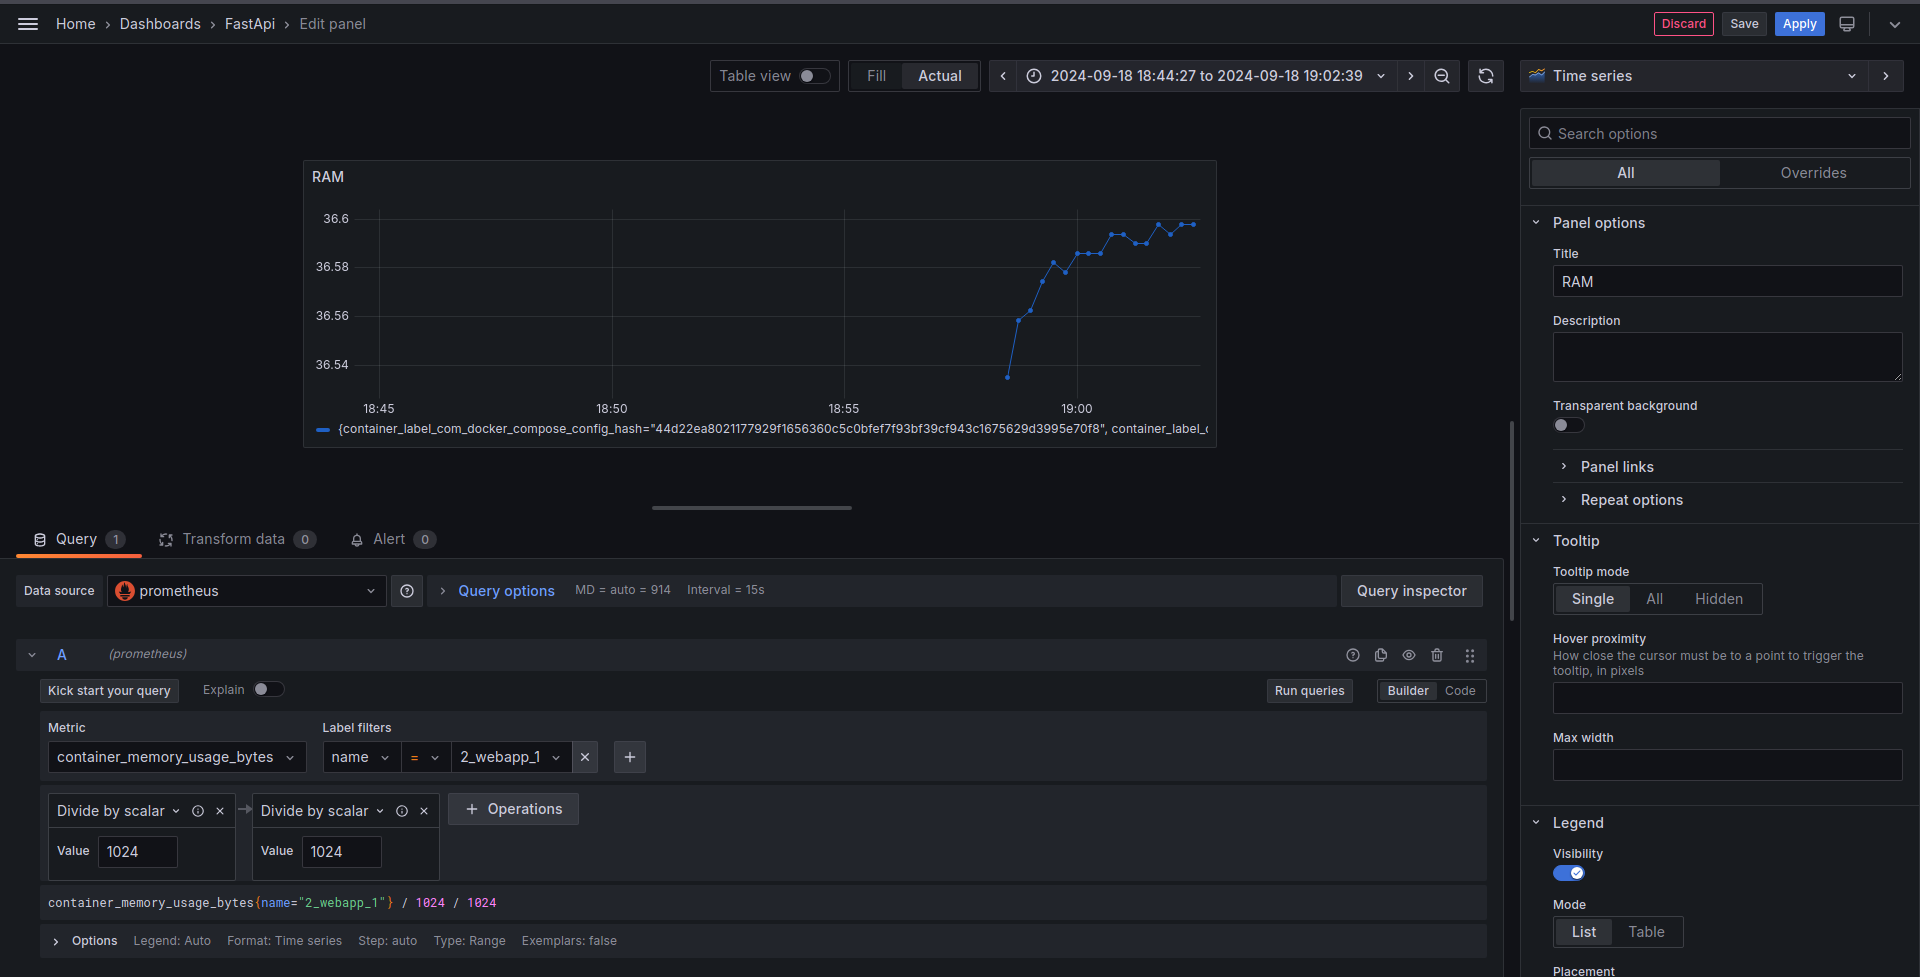 Home › Dashboards › FastApi › Edit panel
Discard Save Apply
Table view Fill Actual 2024-09-18 18:44:27 to 2024-09-18 19:02:39 Time series
Search options
All Overrides
RAM
36.6
36.58
36.56
36.54
18:45 18:50 18:55 19:00
{container_label_com_docker_compose_config_hash="44d22ea8021177929f1656360c5c0bfef7f93bf39cf943c1675629d3995e70f8", container_label_
Panel options
Title
RAM
Description
Transparent background
Panel links
Repeat options
Tooltip
Tooltip mode
Single All Hidden
Hover proximity
How close the cursor must be to a point to trigger the
tooltip, in pixels
Max width
Legend
Visibility
Mode
List Table
Placement
Query 1 Transform data 0 Alert 0
Data source prometheus Query options MD = auto = 914 Interval = 15s Query inspector
A (prometheus)
Kick start your query Explain Run queries Builder Code
Metric Label filters
container_memory_usage_bytes name = 2_webapp_1
Divide by scalar Divide by scalar + Operations
Value 1024 Value 1024
container_memory_usage_bytes{name="2_webapp_1"} / 1024 / 1024
Options Legend: Auto Format: Time series Step: auto Type: Range Exemplars: false